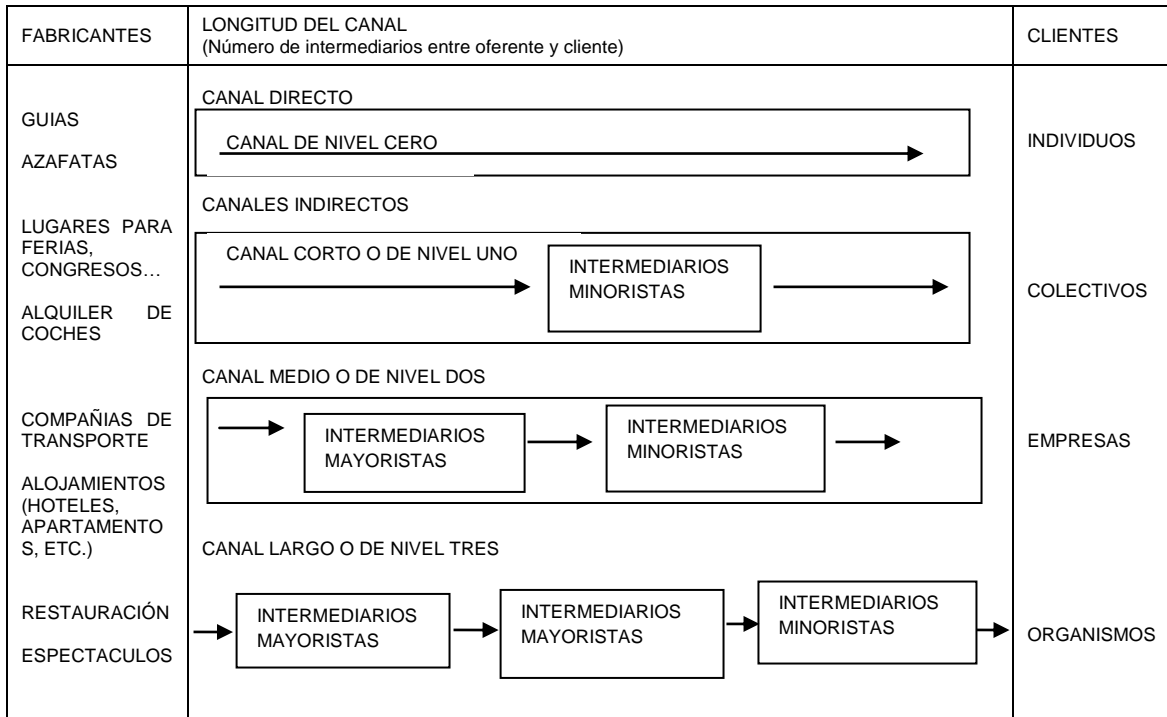 FABRICANTES
LONGITUD DEL CANAL
(Número de intermediarios entre oferente y cliente)
CLIENTES
GUIAS
AZAFATAS
LUGARES PARA
FERIAS,
CONGRESOS…
ALQUILER DE
COCHES
COMPAÑIAS DE
TRANSPORTE
ALOJAMIENTOS
(HOTELES,
APARTAMENTO
S, ETC.)
RESTAURACIÓN
ESPECTACULOS
CANAL DIRECTO
CANAL DE NIVEL CERO
CANALES INDIRECTOS
CANAL CORTO O DE NIVEL UNO
INTERMEDIARIOS
MINORISTAS
CANAL MEDIO O DE NIVEL DOS
INTERMEDIARIOS
MAYORISTAS
INTERMEDIARIOS
MINORISTAS
CANAL LARGO O DE NIVEL TRES
INTERMEDIARIOS
MAYORISTAS
INTERMEDIARIOS
MAYORISTAS
INTERMEDIARIOS
MINORISTAS
INDIVIDUOS
COLECTIVOS
EMPRESAS
ORGANISMOS